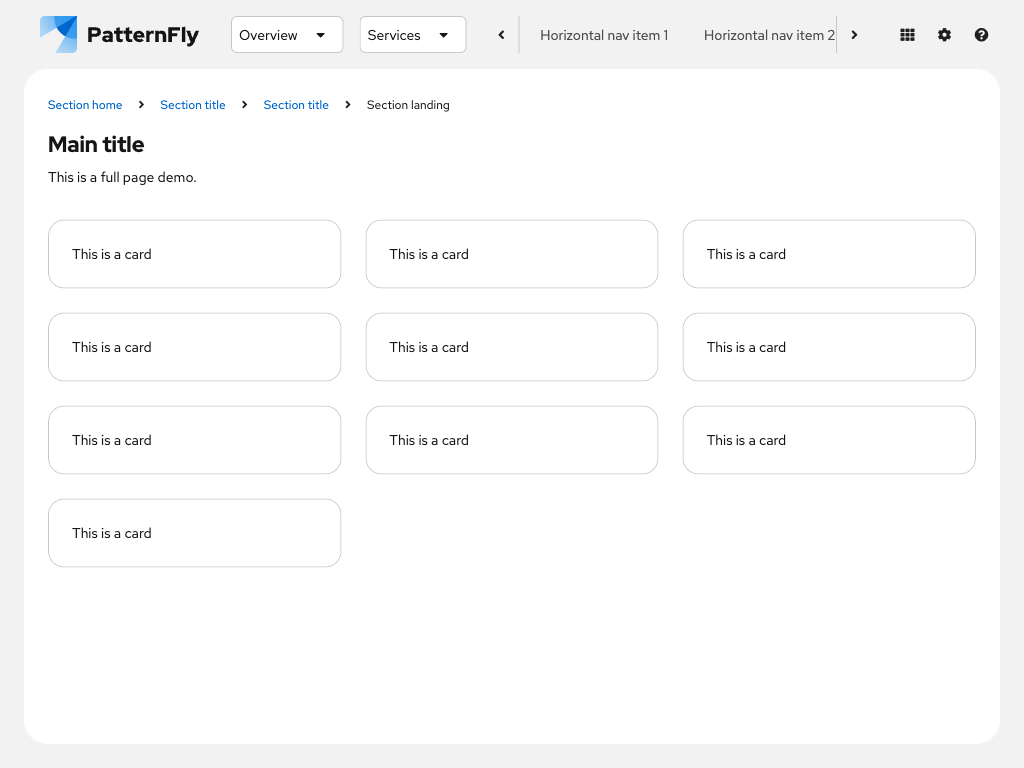 PatternFly Overview Services Horizontal nav item 1 Horizontal nav item 2
Section home Section title Section title Section landing
Main title
This is a full page demo.
This is a card This is a card This is a card
This is a card This is a card This is a card
This is a card This is a card This is a card
This is a card